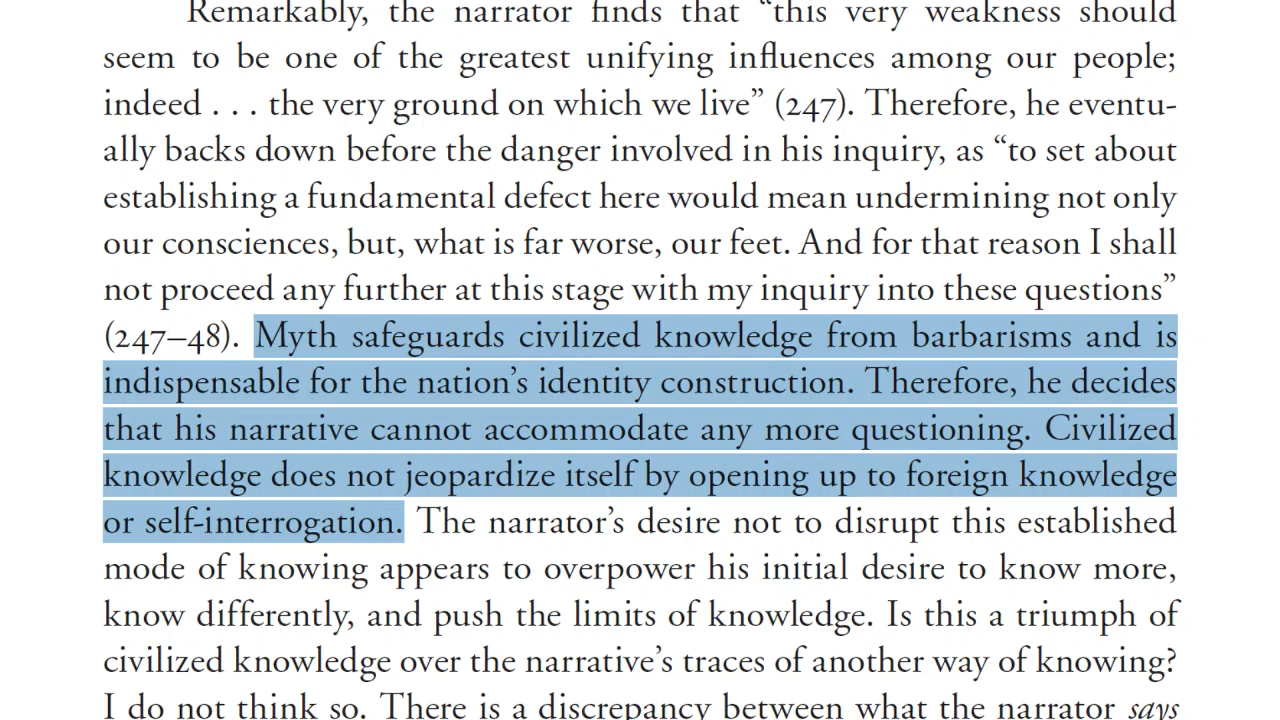 Remarkably, the narrator finds that “this very weakness should
seem to be one of the greatest unifying influences among our people;
indeed . . . the very ground on which we live” (247). Therefore, he eventu-
ally backs down before the danger involved in his inquiry, as “to set about
establishing a fundamental defect here would mean undermining not only
our consciences, but, what is far worse, our feet. And for that reason I shall
not proceed any further at this stage with my inquiry into these questions”
(247–48). Myth safeguards civilized knowledge from barbarisms and is
indispensable for the nation’s identity construction. Therefore, he decides
that his narrative cannot accommodate any more questioning. Civilized
knowledge does not jeopardize itself by opening up to foreign knowledge
or self-interrogation. The narrator’s desire not to disrupt this established
mode of knowing appears to overpower his initial desire to know more,
know differently, and push the limits of knowledge. Is this a triumph of
civilized knowledge over the narrative’s traces of another way of knowing?
I do not think so. There is a discrepancy between what the narrator says